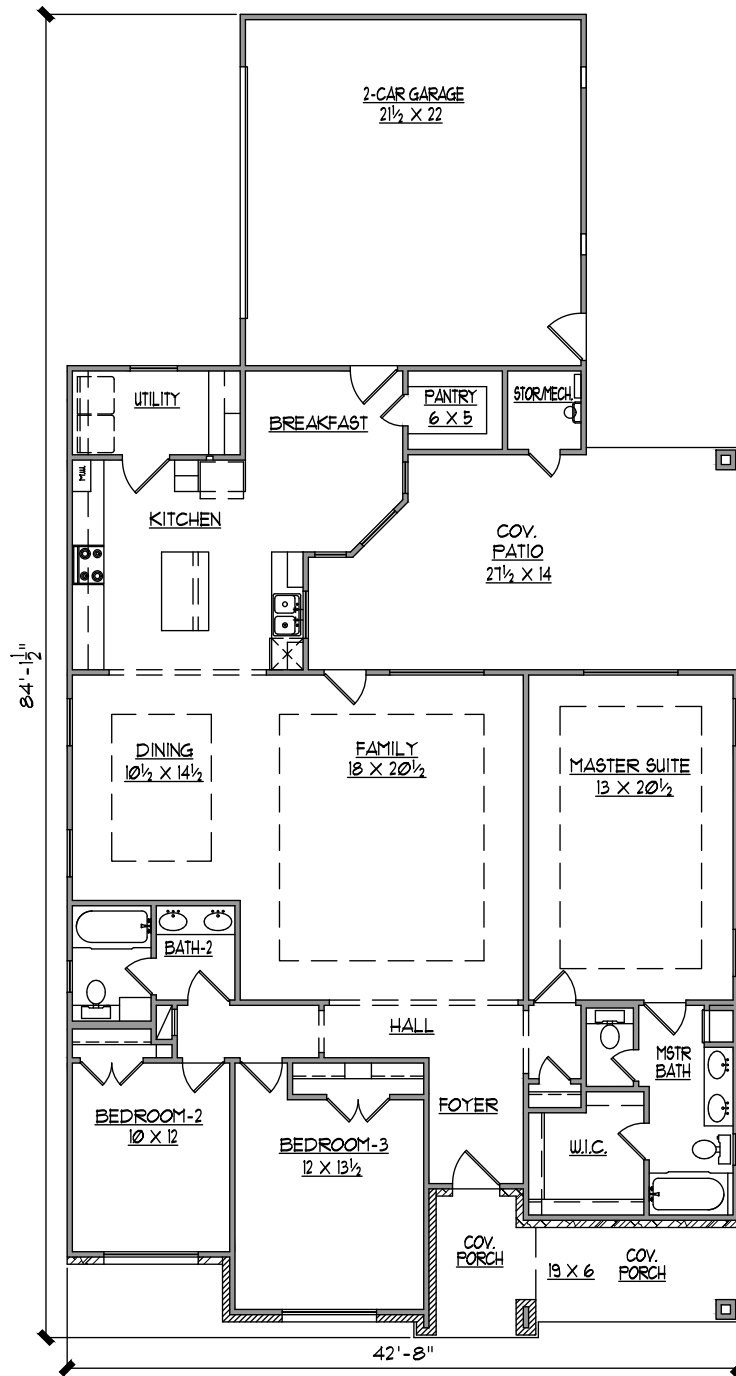 2-CAR GARAGE
21½ X 22
UTILITY
BREAKFAST
PANTRY
6 X 5
STOR/MECH.
M.W.
KITCHEN
COV.
PATIO
27½ X 14
84'-1½"
DINING
10½ X 14½
FAMILY
18 X 20½
MASTER SUITE
13 X 20½
BATH-2
HALL
MSTR
BATH
FOYER
BEDROOM-2
10 X 12
BEDROOM-3
12 X 13½
W.I.C.
COV.
PORCH
19 X 6
COV.
PORCH
42'-8"